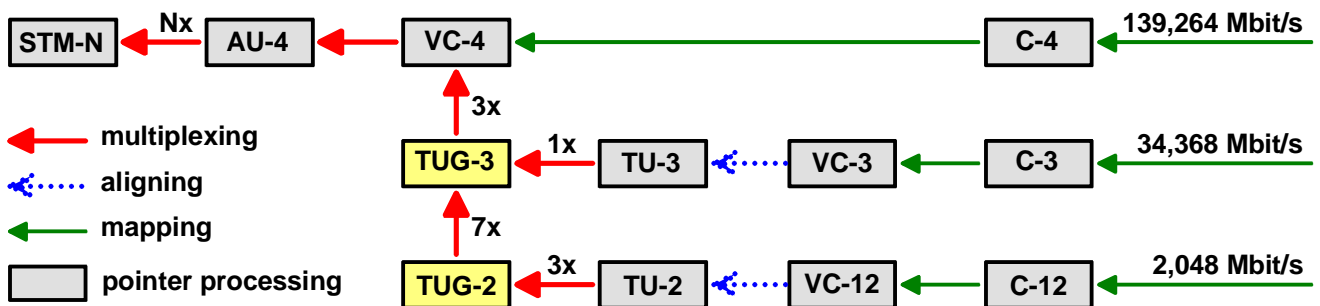 STM-N Nx AU-4 VC-4 C-4 139,264 Mbit/s
3x
multiplexing
TUG-3 1x TU-3 VC-3 C-3 34,368 Mbit/s
aligning
mapping
7x
pointer processing
TUG-2 3x TU-2 VC-12 C-12 2,048 Mbit/s